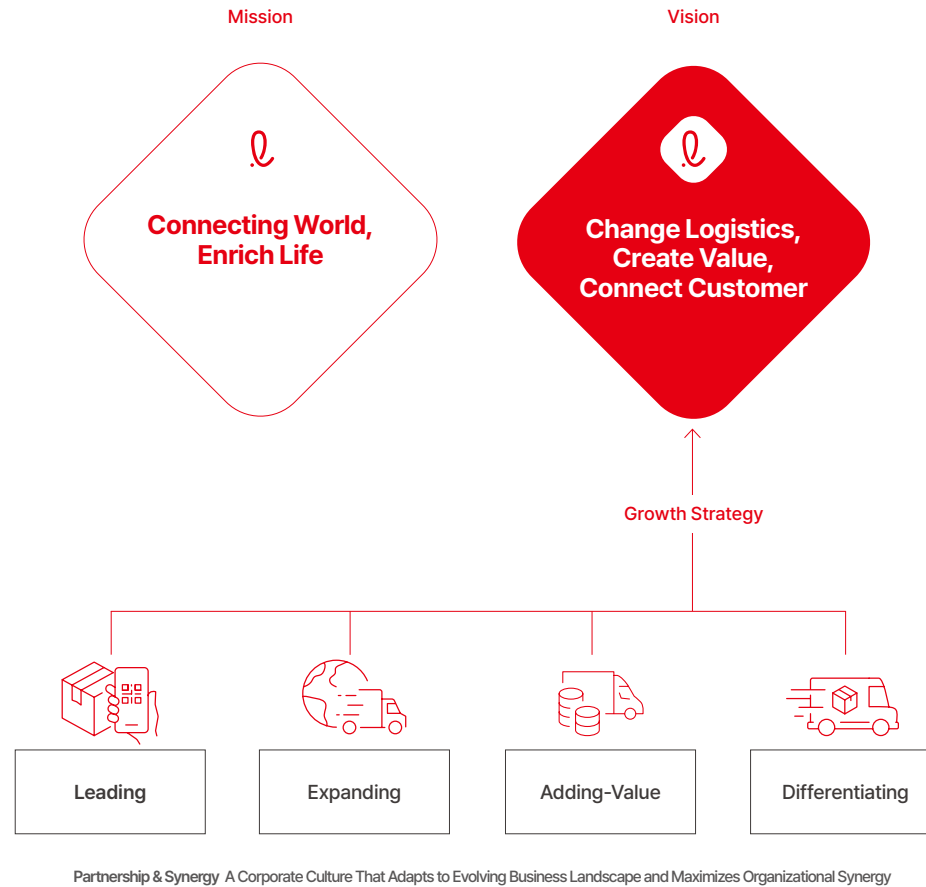 Mission
Vision
Connecting World,
Enrich Life
Change Logistics,
Create Value,
Connect Customer
Growth Strategy
Leading
Expanding
Adding-Value
Differentiating
Partnership & Synergy A Corporate Culture That Adapts to Evolving Business Landscape and Maximizes Organizational Synergy